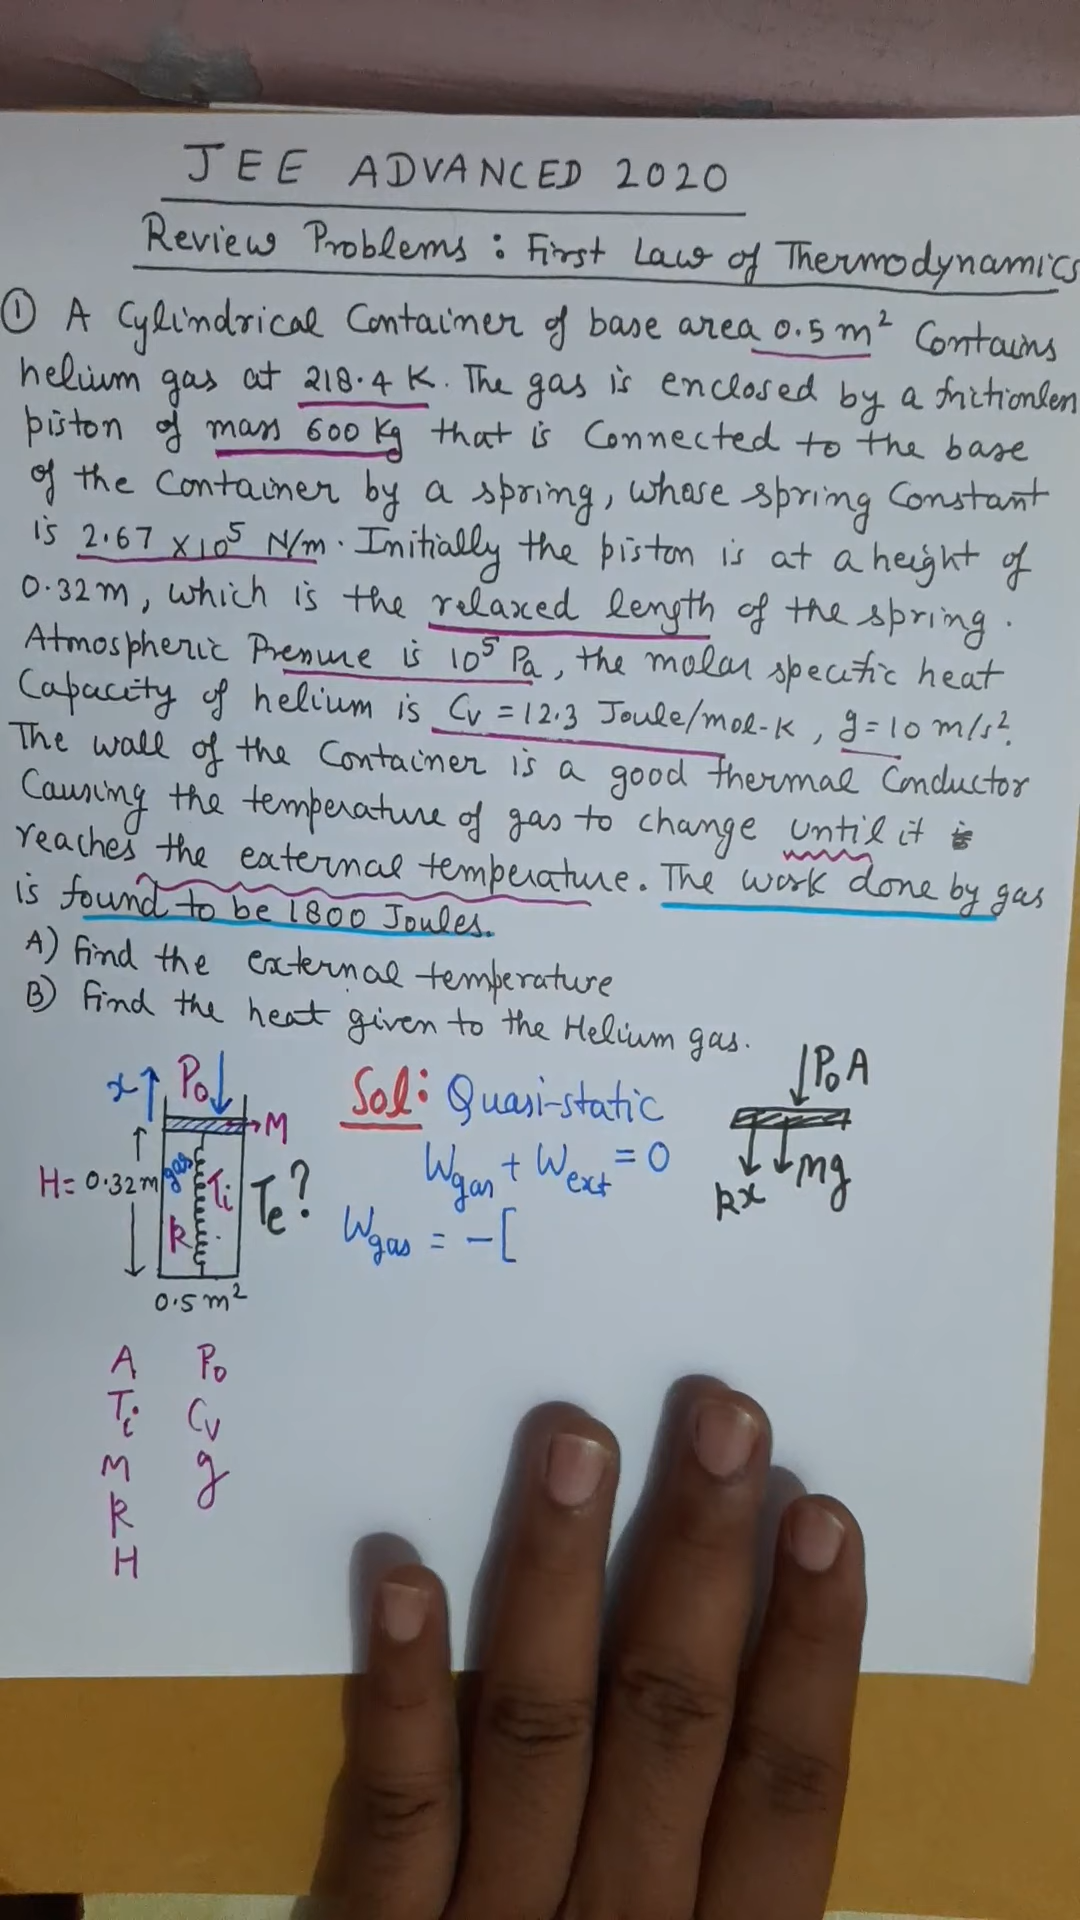 JEE ADVANCED 2020
Review Problems : First Law of Thermodynamics
① A Cylindrical Container of base area 0.5 m² Contains
helium gas at 218.4 K. The gas is enclosed by a frictionless
piston of mass 600 Kg that is Connected to the base
of the Container by a spring, whose spring Constant
is 2.67 × 10⁵ N/m. Initially the piston is at a height of
0.32m, which is the relaxed length of the spring.
Atmospheric Pressure is 10⁵ Pa, the molar specific heat
Capacity of helium is Cv = 12.3 Joule/mol-K, g = 10 m/s².
The wall of the Container is a good thermal Conductor
Causing the temperature of gas to change until it
reaches the external temperature. The work done by gas
is found to be 1800 Joules.
A) Find the external temperature
B) Find the heat given to the Helium gas.
x P₀
M
H = 0.32m gas Ti Te?
k
0.5 m²
Sol: Quasi-static
Wgas + Wext = 0
Wgas = -[
P₀A
kx mg
A P₀
Ti Cv
M g
k
H